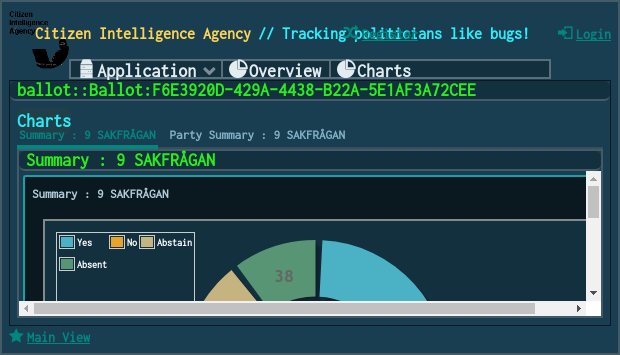 Citizen
Intelligence
Agency
Citizen Intelligence Agency // Tracking politicians like bugs!
Register
Login
Application
Overview
Charts
ballot::Ballot:F6E3920D-429A-4438-B22A-5E1AF3A72CEE
Charts
Summary : 9 SAKFRÅGAN
Party Summary : 9 SAKFRÅGAN
Summary : 9 SAKFRÅGAN
Summary : 9 SAKFRÅGAN
Yes
No
Abstain
Absent
38
Main View